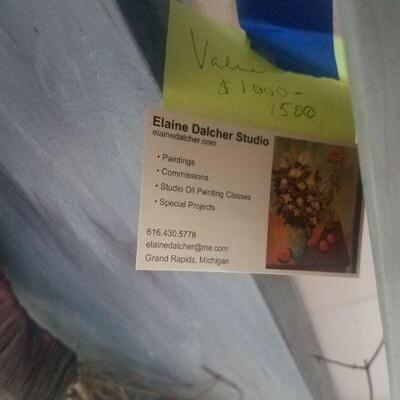 Value
$1000-
1500
Elaine Dalcher Studio
elainedalcher.com
• Paintings
• Commissions
• Studio Oil Painting Classes
• Special Projects
616.430.5778
elainedalcher@me.com
Grand Rapids, Michigan